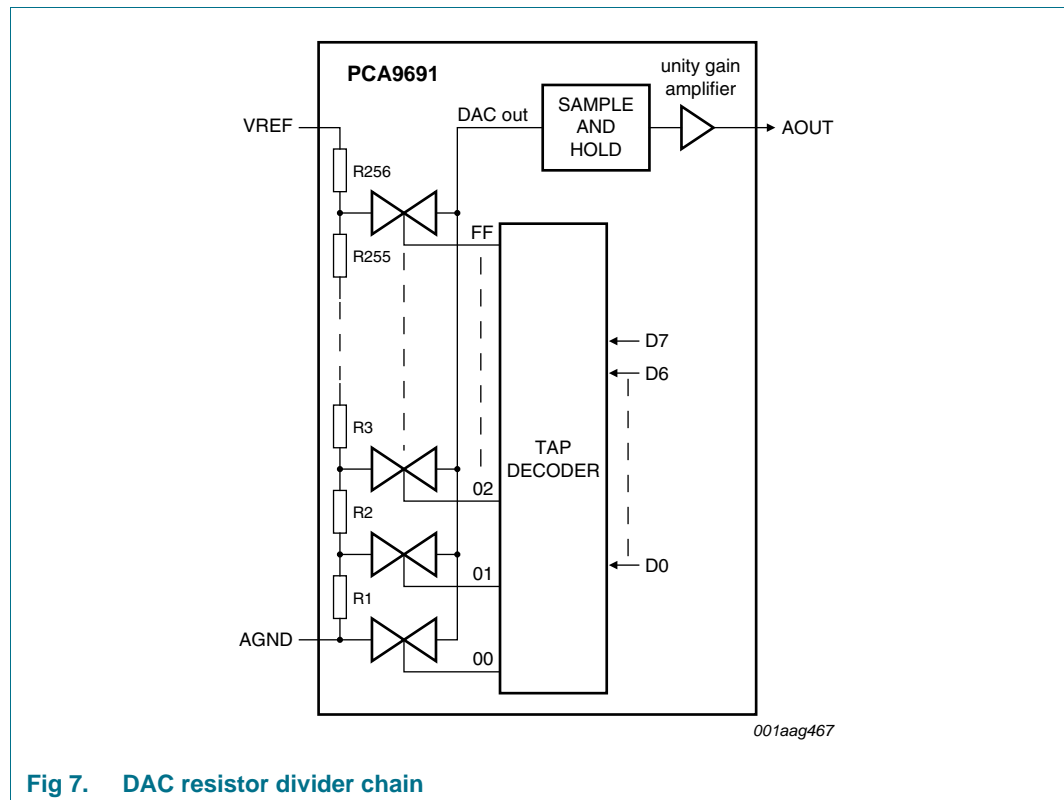 PCA9691
unity gain
amplifier
DAC out
SAMPLE
AND
HOLD
VREF
AOUT
R256
FF
R255
D7
D6
R3
TAP
DECODER
02
R2
D0
01
R1
AGND
00
001aag467
Fig 7. DAC resistor divider chain